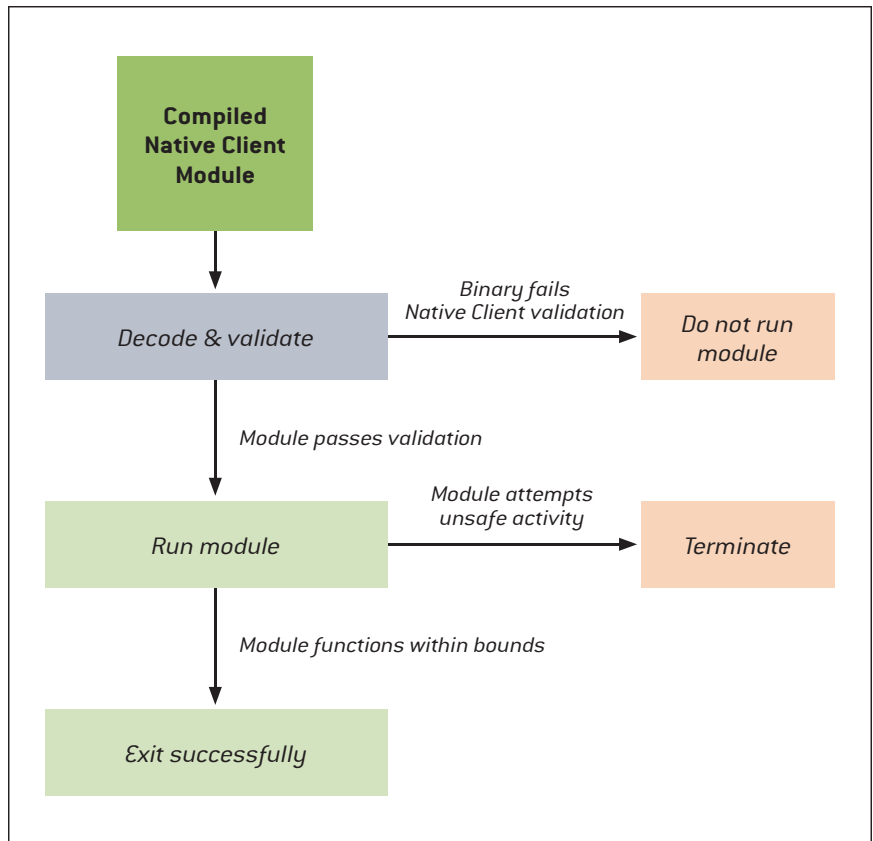 Compiled
Native Client
Module
Decode & validate
Binary fails
Native Client validation
Do not run
module
Module passes validation
Run module
Module attempts
unsafe activity
Terminate
Module functions within bounds
Exit successfully